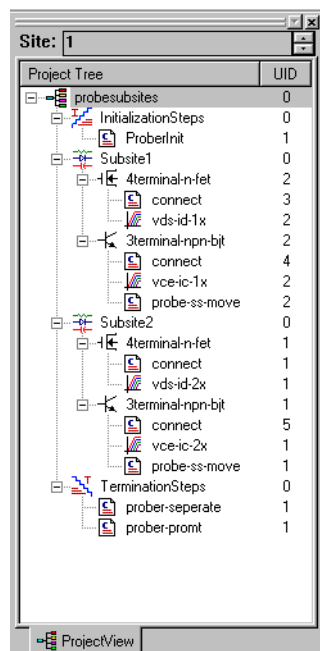 Site: 1
Project Tree UID
probesubsites 0
InitializationSteps 0
ProberInit 1
Subsite1 0
4terminal-n-fet 2
connect 3
vds-id-1x 2
3terminal-npn-bjt 2
connect 4
vce-ic-1x 2
probe-ss-move 2
Subsite2 0
4terminal-n-fet 1
connect 1
vds-id-2x 1
3terminal-npn-bjt 1
connect 5
vce-ic-2x 1
probe-ss-move 1
TerminationSteps 0
prober-seperate 1
prober-promt 1
ProjectView